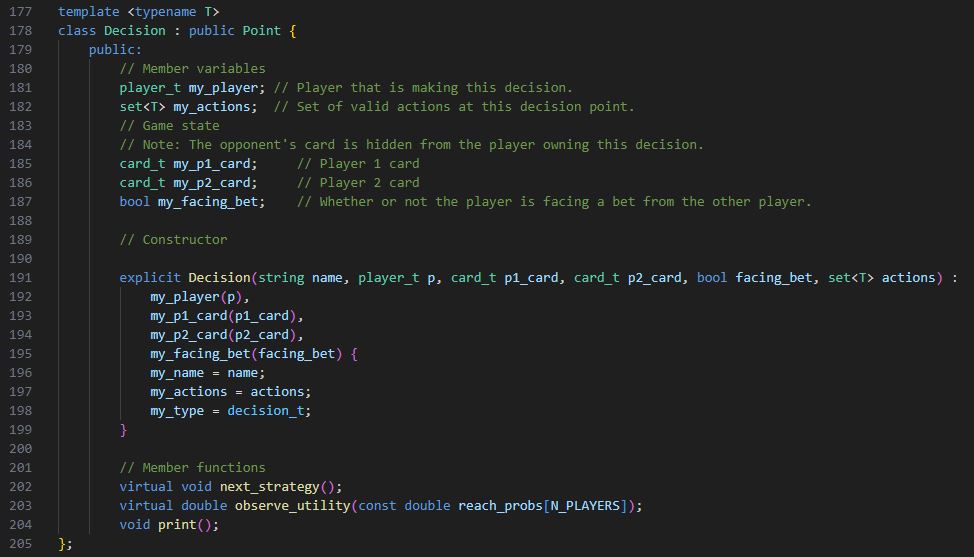 177 template <typename T>
178 class Decision : public Point {
179     public:
180         // Member variables
181         player_t my_player; // Player that is making this decision.
182         set<T> my_actions;  // Set of valid actions at this decision point.
183         // Game state
184         // Note: The opponent's card is hidden from the player owning this decision.
185         card_t my_p1_card;     // Player 1 card
186         card_t my_p2_card;     // Player 2 card
187         bool my_facing_bet;    // Whether or not the player is facing a bet from the other player.
188
189         // Constructor
190
191         explicit Decision(string name, player_t p, card_t p1_card, card_t p2_card, bool facing_bet, set<T> actions) :
192             my_player(p),
193             my_p1_card(p1_card),
194             my_p2_card(p2_card),
195             my_facing_bet(facing_bet) {
196             my_name = name;
197             my_actions = actions;
198             my_type = decision_t;
199         }
200
201         // Member functions
202         virtual void next_strategy();
203         virtual double observe_utility(const double reach_probs[N_PLAYERS]);
204         void print();
205 };